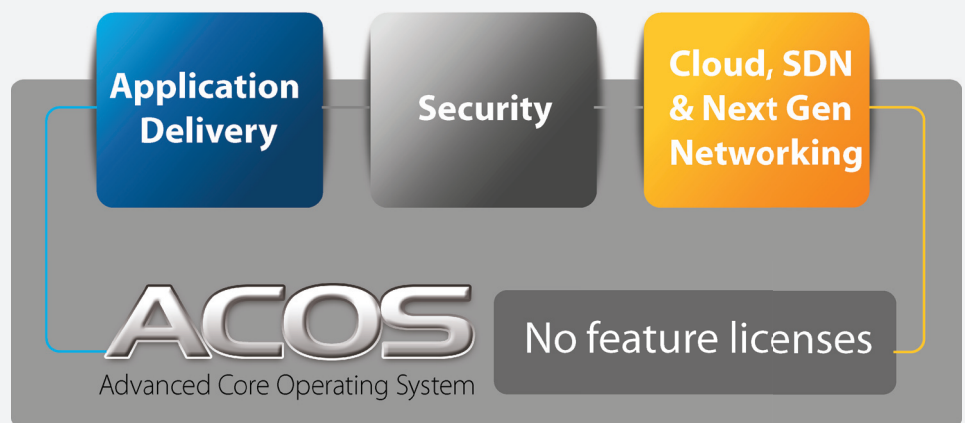 Application
Delivery
Security
Cloud, SDN
& Next Gen
Networking
ACOS
Advanced Core Operating System
No feature licenses